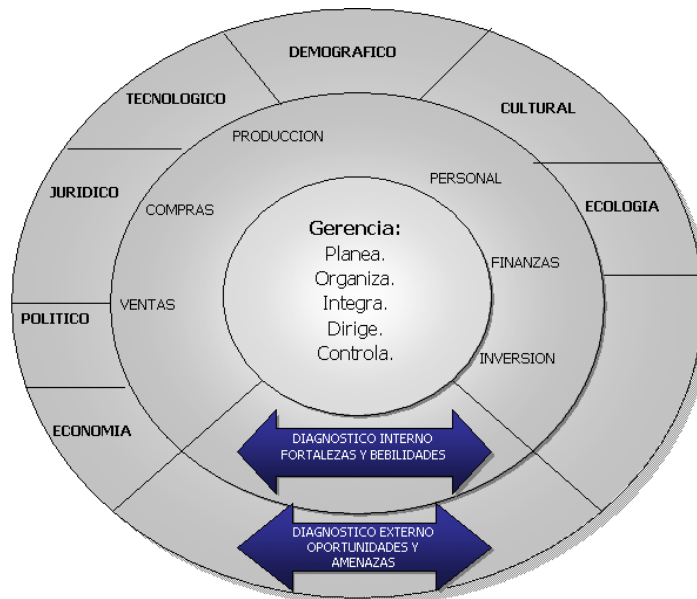 DEMOGRAFICO
TECNOLOGICO
CULTURAL
PRODUCCION
PERSONAL
JURIDICO
ECOLOGIA
COMPRAS
Gerencia:
Planea.
Organiza.
Integra.
Dirige.
Controla.
FINANZAS
VENTAS
POLITICO
INVERSION
ECONOMIA
DIAGNOSTICO INTERNO
FORTALEZAS Y BEBILIDADES
DIAGNOSTICO EXTERNO
OPORTUNIDADES Y
AMENAZAS